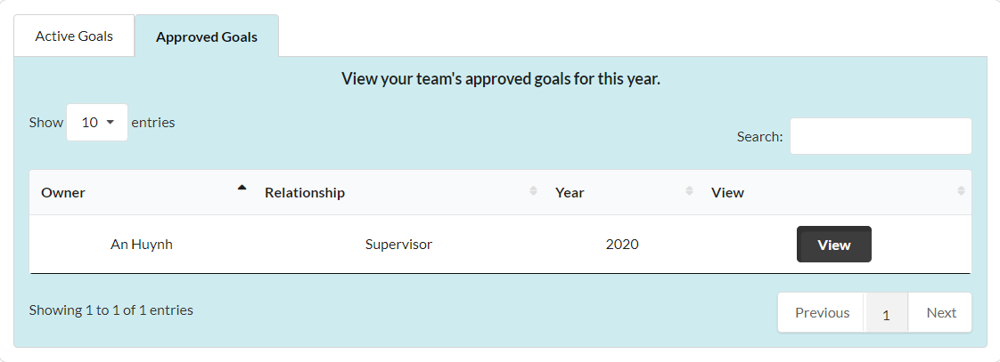 Active Goals
Approved Goals
View your team's approved goals for this year.
Show 10 entries
Search:
Owner Relationship Year View
An Huynh Supervisor 2020 View
Showing 1 to 1 of 1 entries
Previous 1 Next